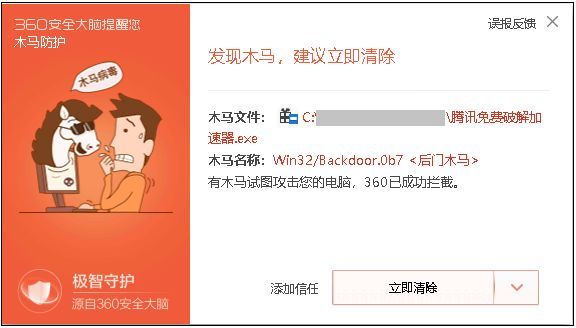 360安全大脑提醒您
木马防护
误报反馈
木马病毒
发现木马，建议立即清除
木马文件： C:\ \腾讯免费破解加
速器.exe
木马名称： Win32/Backdoor.0b7 <后门木马>
有木马试图攻击您的电脑，360已成功拦截。
极智守护
源自360安全大脑
添加信任
立即清除